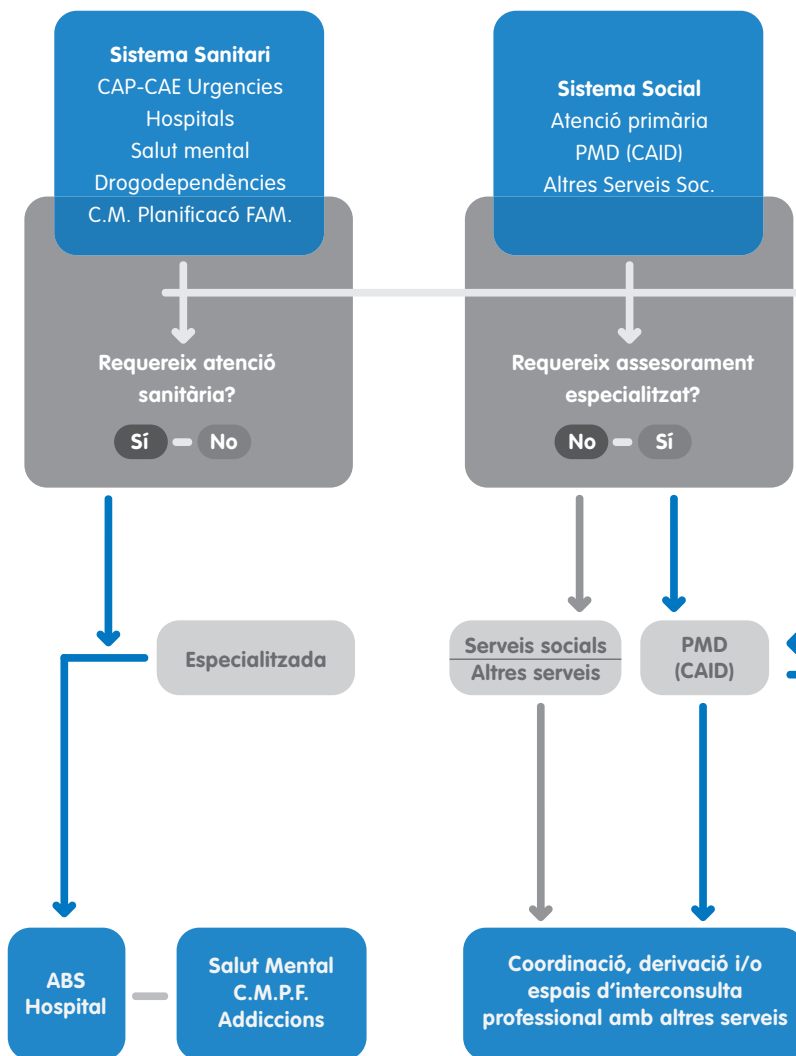 Sistema Sanitari
CAP-CAE Urgencies
Hospitals
Salut mental
Drogodependències
C.M. Planificacó FAM.
Requereix atenció
sanitària?
Sí
No
Especialitzada
ABS
Hospital
Salut Mental
C.M.P.F.
Addiccions
Sistema Social
Atenció primària
PMD (CAID)
Altres Serveis Soc.
Requereix assesorament
especialitzat?
No
Sí
Serveis socials
Altres serveis
PMD
(CAID)
Coordinació, derivació i/o
espais d'interconsulta
professional amb altres serveis